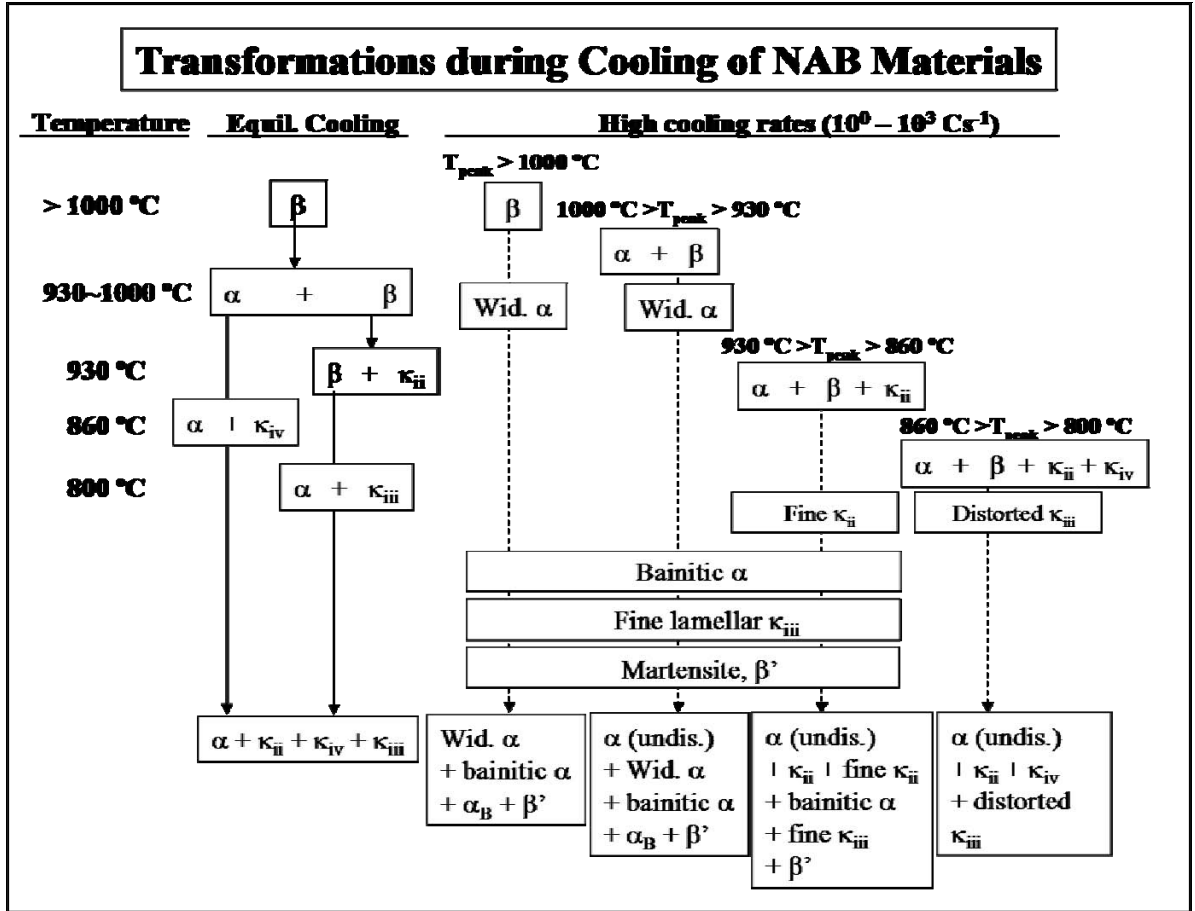 Transformations during Cooling of NAB Materials
Temperature
Equil. Cooling
High cooling rates (10⁰ – 10³ Cs⁻¹)
T_peak > 1000 °C
> 1000 °C
β
β
1000 °C >T_peak > 930 °C
α + β
930~1000 °C
α + β
Wid. α
Wid. α
930 °C >T_peak > 860 °C
930 °C
β + κ_ii
α + β + κ_ii
860 °C
α + κ_iv
860 °C >T_peak > 800 °C
α + β + κ_ii + κ_iv
800 °C
α + κ_iii
Fine κ_ii
Distorted κ_iii
Bainitic α
Fine lamellar κ_iii
Martensite, β’
α + κ_ii + κ_iv + κ_iii
Wid. α
+ bainitic α
+ α_B + β’
α (undis.)
+ Wid. α
+ bainitic α
+ α_B + β’
α (undis.)
+ κ_ii + fine κ_ii
+ bainitic α
+ fine κ_iii
+ β’
α (undis.)
+ κ_ii + κ_iv
+ distorted
κ_iii